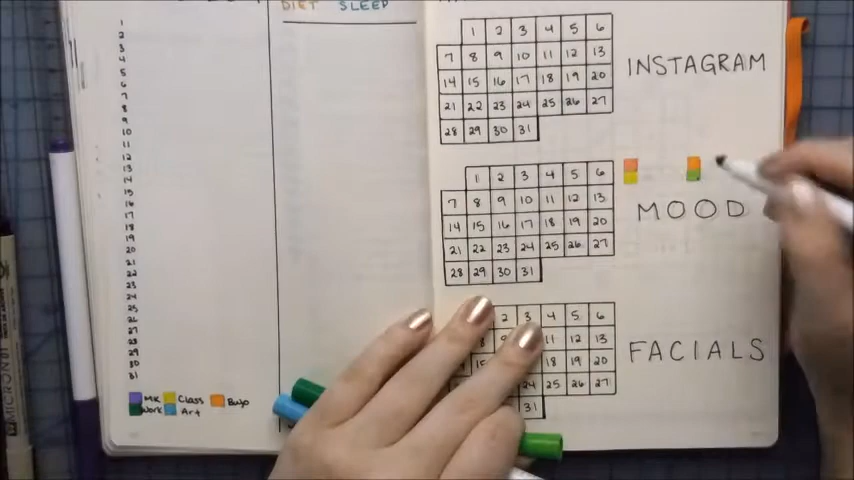 DIET SLEEP
1
2
3
4
5
6
7
8
9
10
11
12
13
14
15
16
17
18
19
20
21
22
23
24
25
26
27
28
29
30
31
MK Class Bujo
Work Art
1 2 3 4 5 6
7 8 9 10 11 12 13
14 15 16 17 18 19 20
21 22 23 24 25 26 27
28 29 30 31
INSTAGRAM
1 2 3 4 5 6
7 8 9 10 11 12 13
14 15 16 17 18 19 20
21 22 23 24 25 26 27
28 29 30 31
MOOD
2 3 4 5 6
8 11 12 13
18 19 20
24 25 26 27
31
FACIALS
MICRON